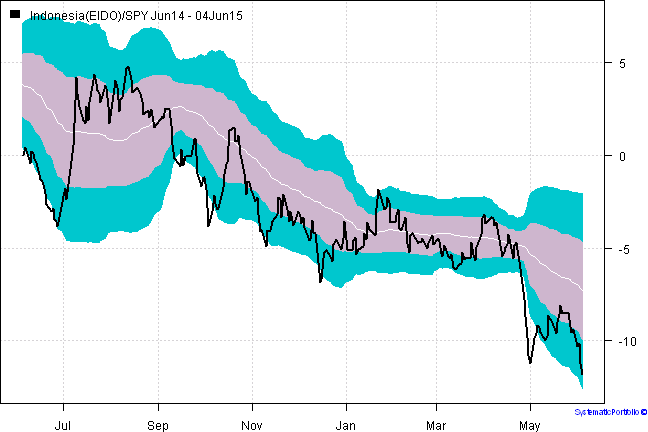 Indonesia(EIDO)/SPY Jun14 - 04Jun15
5
0
-5
-10
Jul Sep Nov Jan Mar May
SystematicPortfolio ©